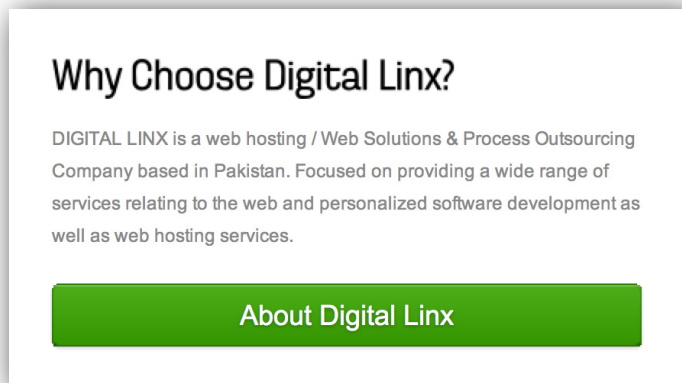 Why Choose Digital Linx?
DIGITAL LINX is a web hosting / Web Solutions & Process Outsourcing
Company based in Pakistan. Focused on providing a wide range of
services relating to the web and personalized software development as
well as web hosting services.
About Digital Linx